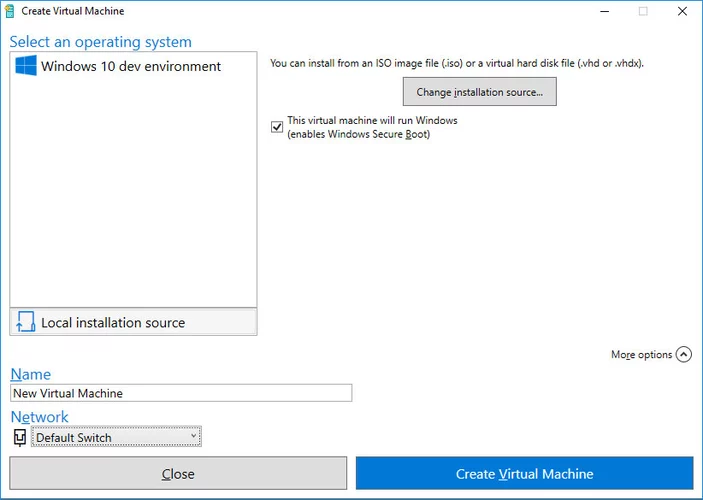 Create Virtual Machine
Select an operating system
Windows 10 dev environment
You can install from an ISO image file (.iso) or a virtual hard disk file (.vhd or .vhdx).
Change installation source...
This virtual machine will run Windows
(enables Windows Secure Boot)
Local installation source
More options
Name
New Virtual Machine
Network
Default Switch
Close
Create Virtual Machine